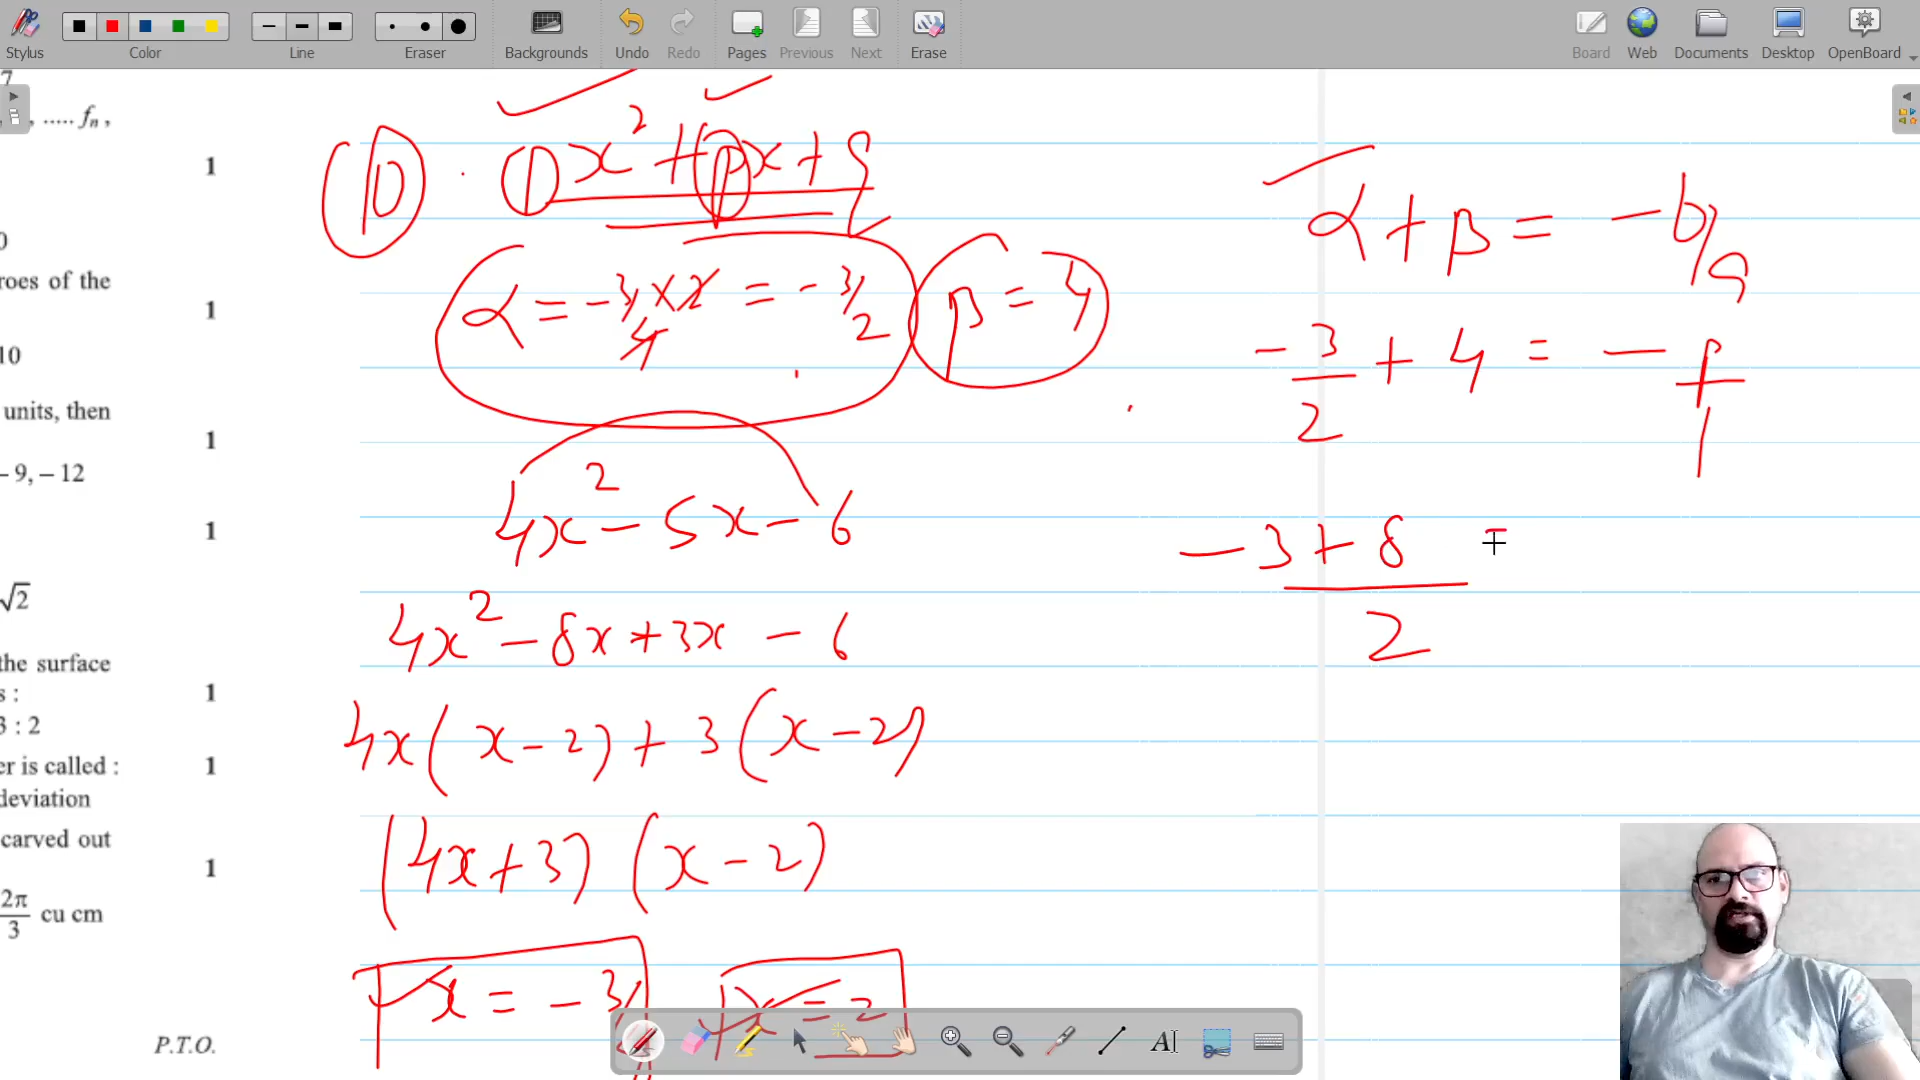 Stylus Color Line Eraser Backgrounds Undo Redo Pages Previous Next Erase Board Web Documents Desktop OpenBoard
7
, ..... fn ,
1
0
roes of the
1
10
units, then
1
– 9, – 12
1
√2
the surface
1
s :
3 : 2
er is called :
1
deviation
carved out
1
2π/3 cu cm
P.T.O.
x² + px + q
α = -3/4 × 2 = - 3/2 β = 4
4x² - 5x - 6
4x² - 8x + 3x - 6
4x(x - 2) + 3(x - 2)
(4x + 3) (x - 2)
x = - 3/ x = 2
α + β = - b/a
- 3/2 + 4 = - p/1
- 3 + 8 =
2